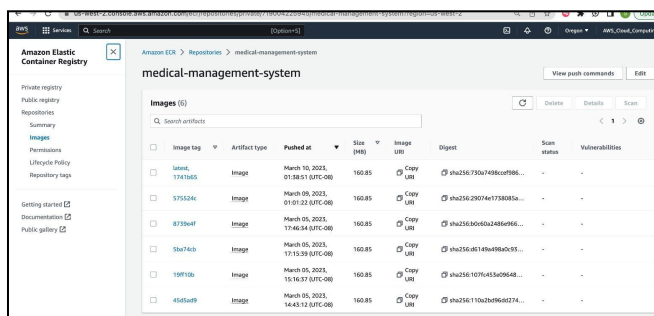 us-west-2.console.aws.amazon.com/ecr/repositories/private/719004220940/medical-management-system?region=us-west-2
aws
Services
Search
[Option+S]
Oregon
AWS_Cloud_Computin
Amazon Elastic
Container Registry
Private registry
Public registry
Repositories
Summary
Images
Permissions
Lifecycle Policy
Repository tags
Getting started
Documentation
Public gallery
Amazon ECR > Repositories > medical-management-system
medical-management-system
View push commands
Edit
Images (6)
Delete
Details
Scan
Search artifacts
1
Image tag
Artifact type
Pushed at
Size (MB)
Image URI
Digest
Scan status
Vulnerabilities
latest, 1741b65
Image
March 10, 2023, 01:38:51 (UTC-08)
160.85
Copy URI
sha256:730a7498ccef986...
-
-
575524c
Image
March 09, 2023, 01:01:22 (UTC-08)
160.85
Copy URI
sha256:29074e1738085a...
-
-
8739e4f
Image
March 05, 2023, 17:46:34 (UTC-08)
160.85
Copy URI
sha256:b0c60a2486e966...
-
-
5ba74cb
Image
March 05, 2023, 17:15:39 (UTC-08)
160.85
Copy URI
sha256:d6149a498a0c93...
-
-
19ff10b
Image
March 05, 2023, 15:16:37 (UTC-08)
160.85
Copy URI
sha256:107fc453e09648...
-
-
45d5ad9
Image
March 05, 2023, 14:43:12 (UTC-08)
160.85
Copy URI
sha256:110a2bd96dd274...
-
-